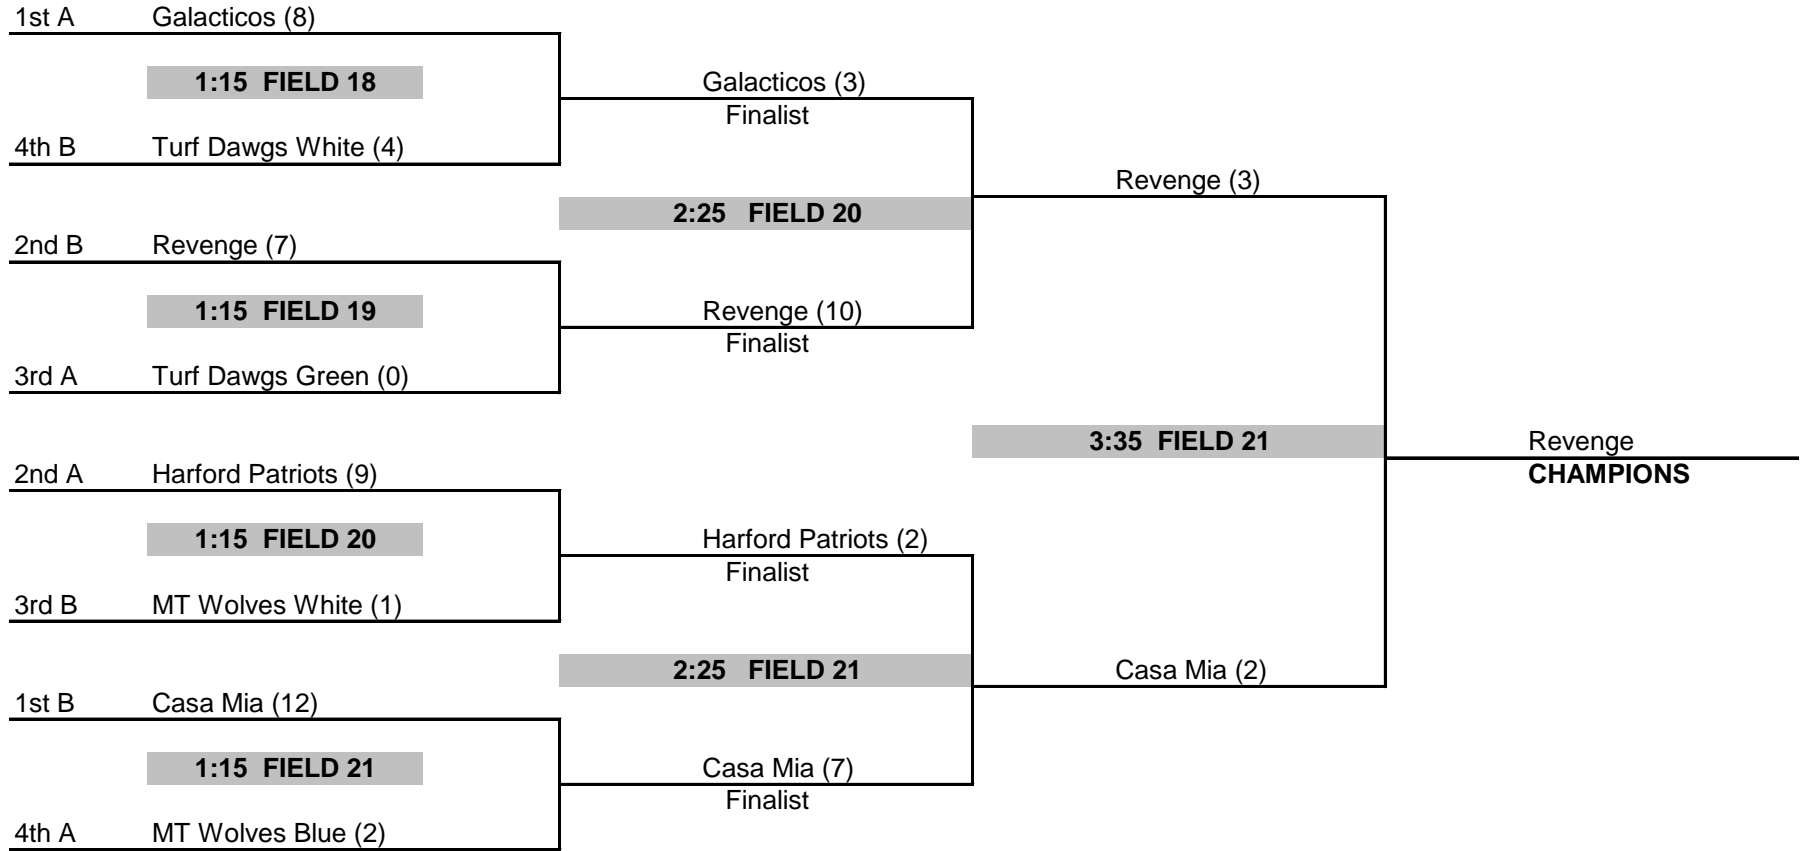 1st A Galacticos (8)
1:15 FIELD 18
Galacticos (3)
Finalist
4th B Turf Dawgs White (4)
Revenge (3)
2:25 FIELD 20
2nd B Revenge (7)
1:15 FIELD 19
Revenge (10)
Finalist
3rd A Turf Dawgs Green (0)
3:35 FIELD 21
Revenge
CHAMPIONS
2nd A Harford Patriots (9)
1:15 FIELD 20
Harford Patriots (2)
Finalist
3rd B MT Wolves White (1)
2:25 FIELD 21
Casa Mia (2)
1st B Casa Mia (12)
1:15 FIELD 21
Casa Mia (7)
Finalist
4th A MT Wolves Blue (2)